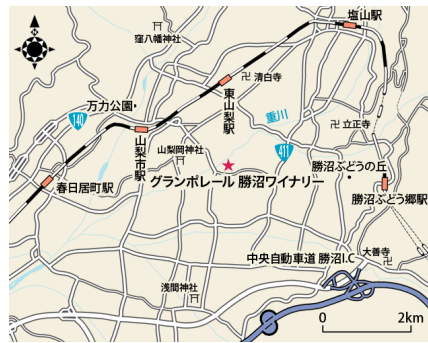 塩山駅
窪八幡神社
卍清白寺
東山梨駅
万力公園
140
重川
卍立正寺
山梨市駅
山梨岡神社
411
勝沼ぶどうの丘
春日居町駅
グランポレール 勝沼ワイナリー
勝沼ぶどう郷駅
大善寺
卍
中央自動車道 勝沼I.C
浅間神社
0 2km